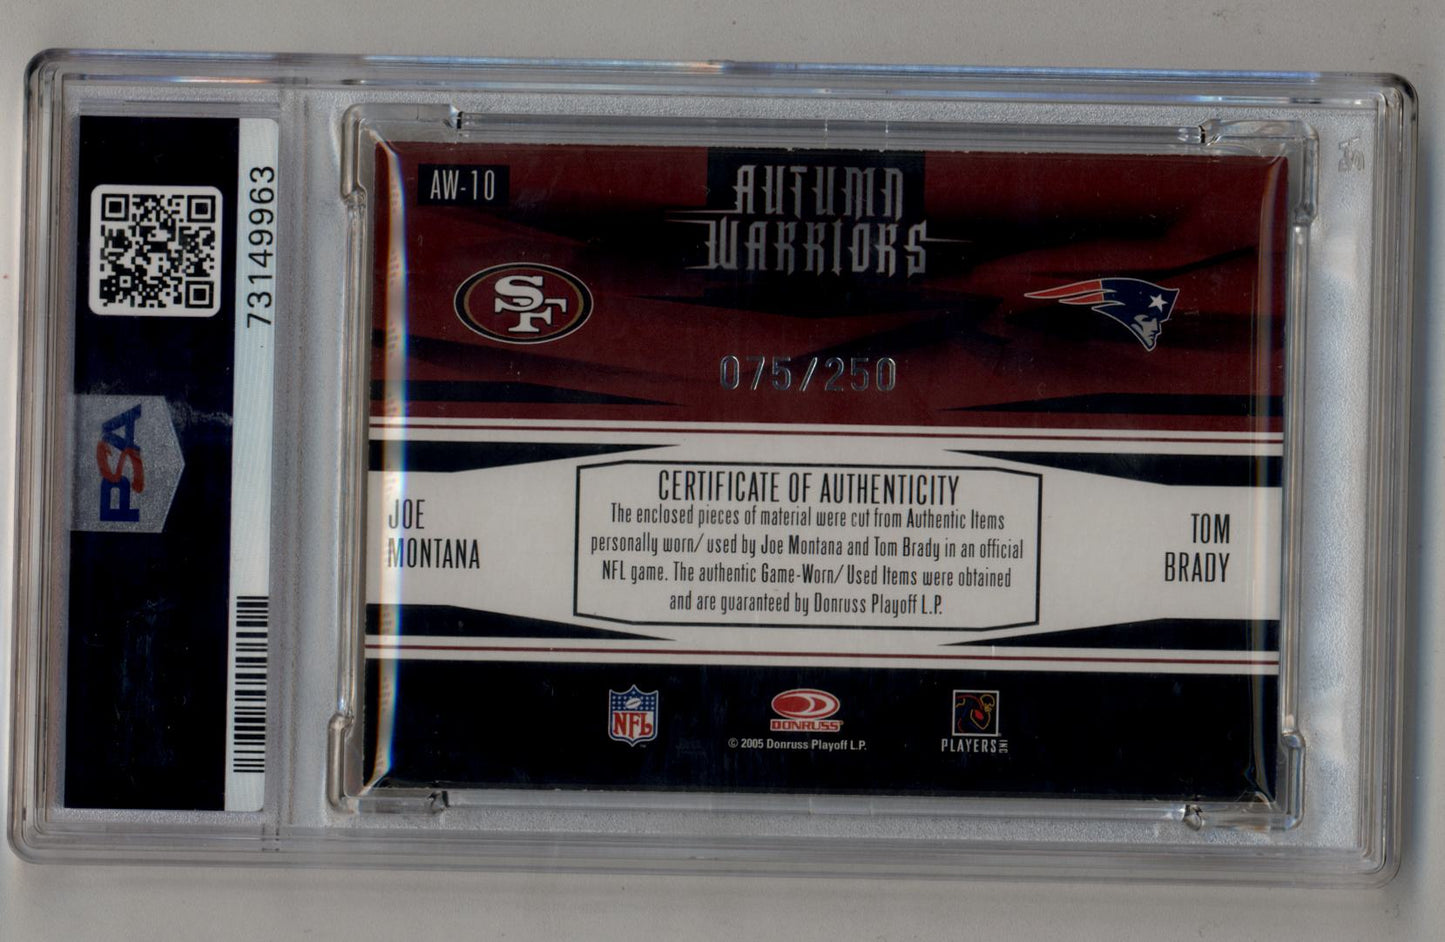 73149963
PSA
AW-10
AUTUMN
WARRIORS
SF
075/250
JOE
MONTANA
CERTIFICATE OF AUTHENTICITY
The enclosed pieces of material were cut from Authentic Items
personally worn/ used by Joe Montana and Tom Brady in an official
NFL game. The authentic Game-Worn/ Used Items were obtained
and are guaranteed by Donruss Playoff L.P.
TOM
BRADY
NFL
DONRUSS
© 2005 Donruss Playoff L.P.
PLAYERS INC